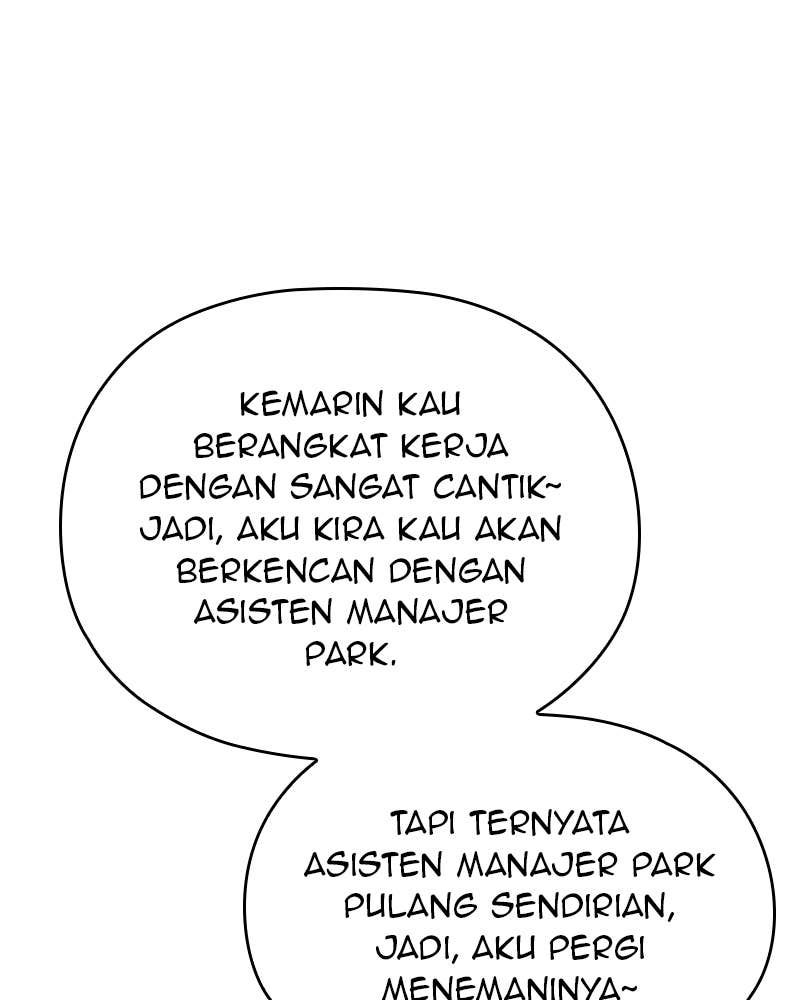 KEMARIN KAU
BERANGKAT KERJA
DENGAN SANGAT CANTIK~
JADI, AKU KIRA KAU AKAN
BERKENCAN DENGAN
ASISTEN MANAJER
PARK.
TAPI TERNYATA
ASISTEN MANAJER PARK
PULANG SENDIRIAN,
JADI, AKU PERGI
MENEMANINYA~